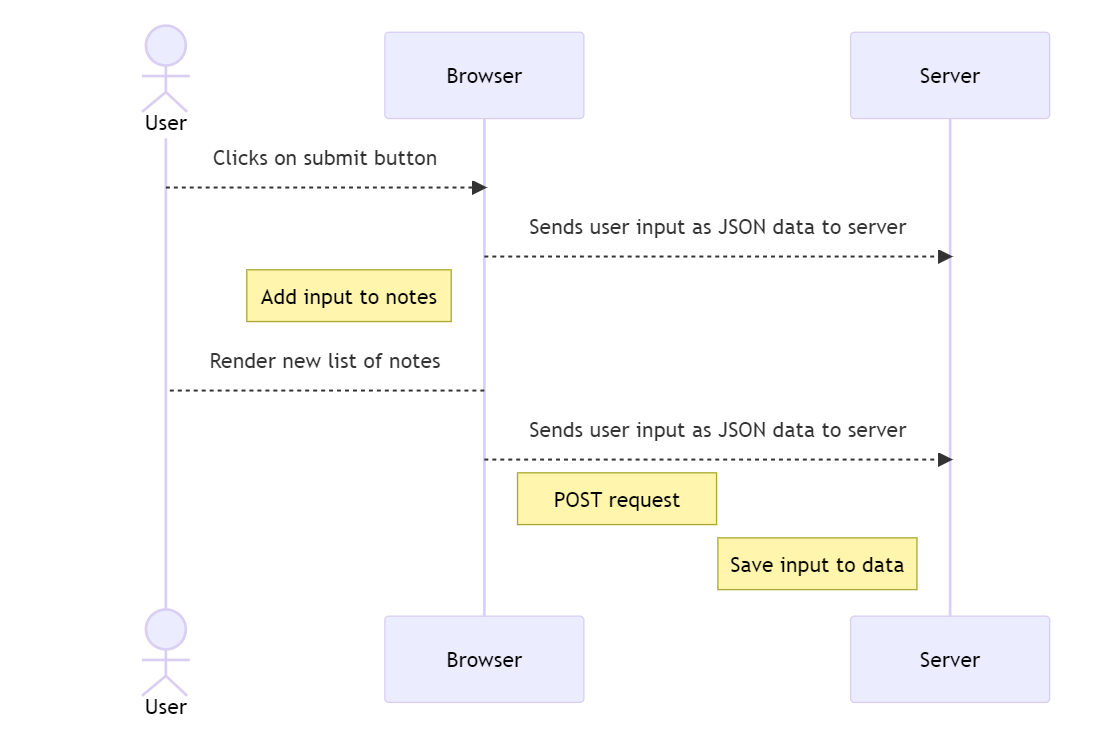 User
Browser
Server
Clicks on submit button
Sends user input as JSON data to server
Add input to notes
Render new list of notes
Sends user input as JSON data to server
POST request
Save input to data
User
Browser
Server